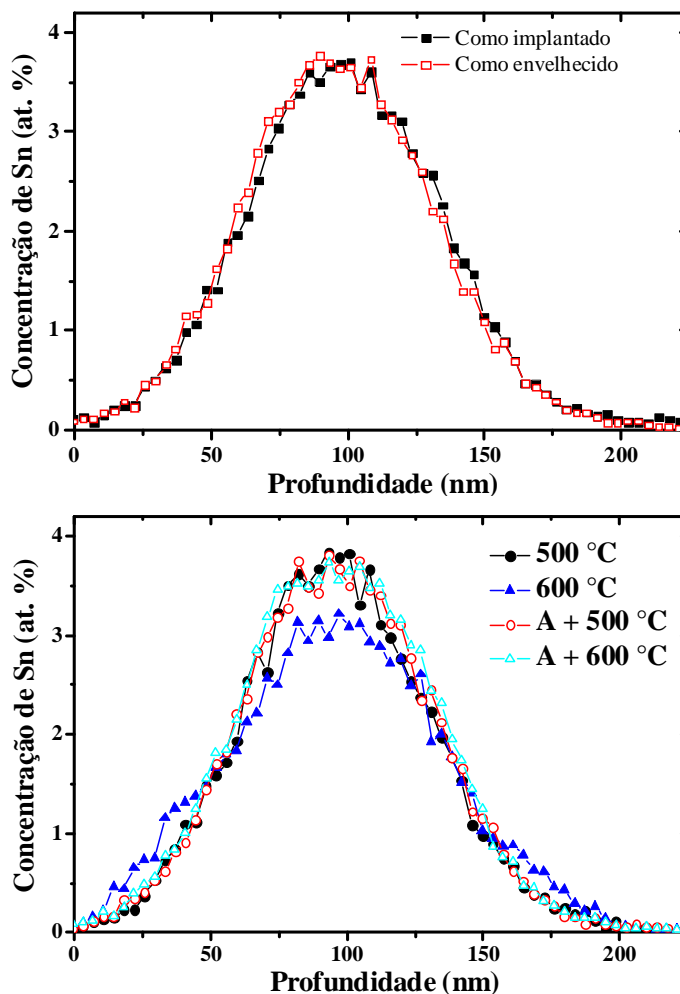 Concentração de Sn (at. %)
4
3
2
1
0
Como implantado
Como envelhecido
0
50
100
150
200
Profundidade (nm)
Concentração de Sn (at. %)
4
3
2
1
0
500 °C
600 °C
A + 500 °C
A + 600 °C
0
50
100
150
200
Profundidade (nm)